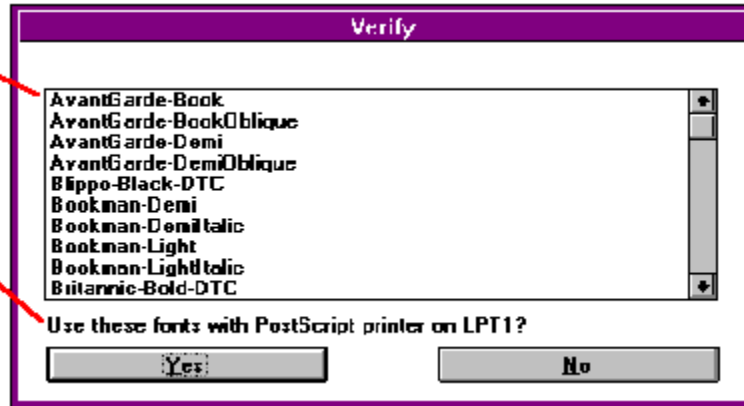 Verify
AvantGarde-Book
AvantGarde-BookOblique
AvantGarde-Demi
AvantGarde-DemiOblique
Blippo-Black-DTC
Bookman-Demi
Bookman-DemiItalic
Bookman-Light
Bookman-LightItalic
Britannic-Bold-DTC
Use these fonts with PostScript printer on LPT1?
Yes No